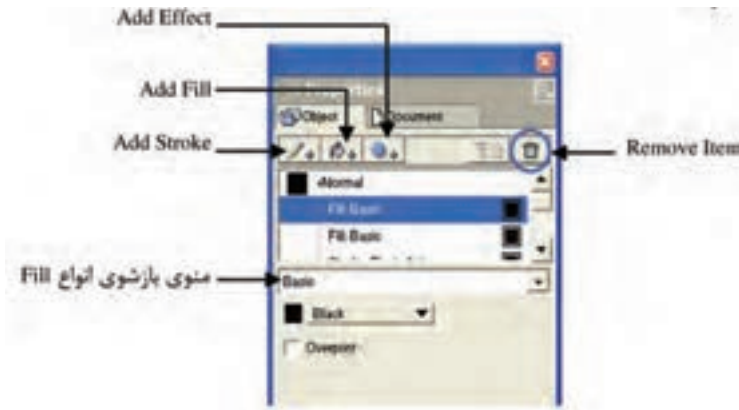 Add Effect
Add Fill
Object
Document
Add Stroke
Remove Item
Normal
Fill: Basic
Fill: Basic
منوی بازشوی انواع Fill
Basic
Black
Overprint